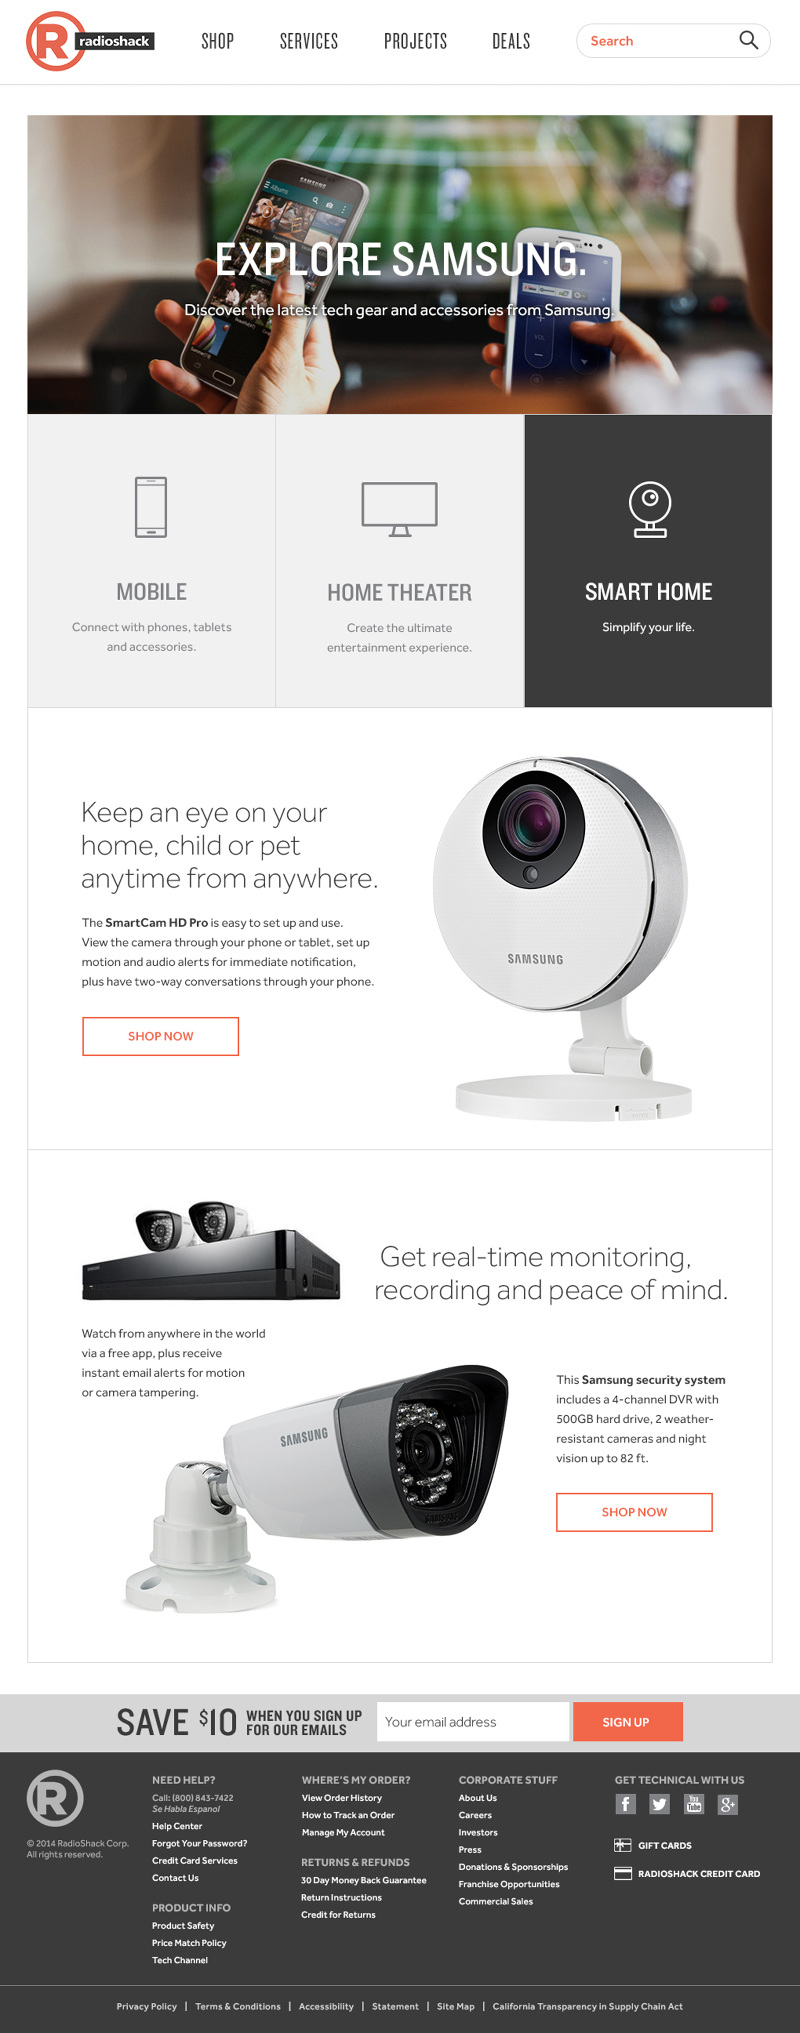 R radioshack
SHOP
SERVICES
PROJECTS
DEALS
Search
SAMSUNG
Albums
EXPLORE SAMSUNG.
Discover the latest tech gear and accessories from Samsung.
VOL
MOBILE
Connect with phones, tablets
and accessories.
HOME THEATER
Create the ultimate
entertainment experience.
SMART HOME
Simplify your life.
Keep an eye on your
home, child or pet
anytime from anywhere.
The SmartCam HD Pro is easy to set up and use.
View the camera through your phone or tablet, set up
motion and audio alerts for immediate notification,
plus have two-way conversations through your phone.
SHOP NOW
SAMSUNG
Get real-time monitoring,
recording and peace of mind.
Watch from anywhere in the world
via a free app, plus receive
instant email alerts for motion
or camera tampering.
SAMSUNG
This Samsung security system
includes a 4-channel DVR with
500GB hard drive, 2 weather-
resistant cameras and night
vision up to 82 ft.
SHOP NOW
SAVE $10 WHEN YOU SIGN UP
FOR OUR EMAILS
Your email address
SIGN UP
R
© 2014 RadioShack Corp.
All rights reserved.
NEED HELP?
Call: (800) 843-7422
Se Habla Espanol
Help Center
Forgot Your Password?
Credit Card Services
Contact Us
PRODUCT INFO
Product Safety
Price Match Policy
Tech Channel
WHERE'S MY ORDER?
View Order History
How to Track an Order
Manage My Account
RETURNS & REFUNDS
30 Day Money Back Guarantee
Return Instructions
Credit for Returns
CORPORATE STUFF
About Us
Careers
Investors
Press
Donations & Sponsorships
Franchise Opportunities
Commercial Sales
GET TECHNICAL WITH US
f
You Tube
g+
GIFT CARDS
RADIOSHACK CREDIT CARD
Privacy Policy | Terms & Conditions | Accessibility | Statement | Site Map | California Transparency in Supply Chain Act